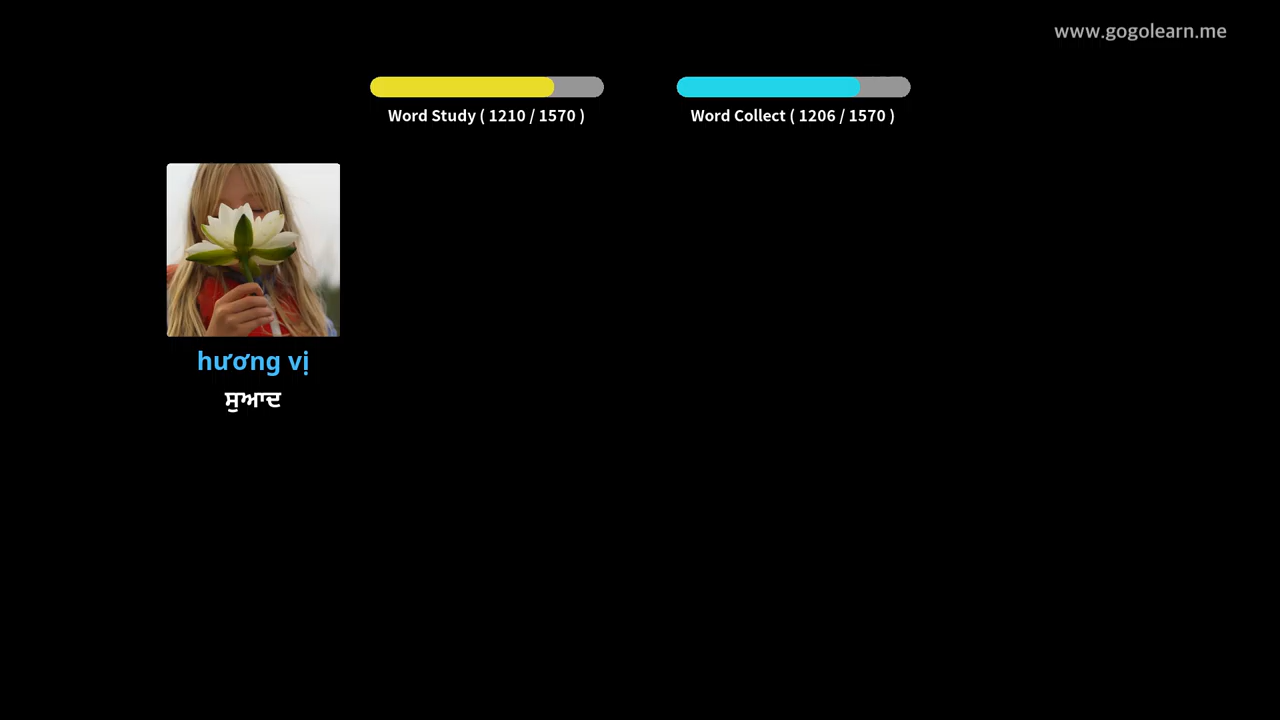 www.gogolearn.me
Word Study ( 1210 / 1570 )
Word Collect ( 1206 / 1570 )
hương vị
ਸੁਆਦ